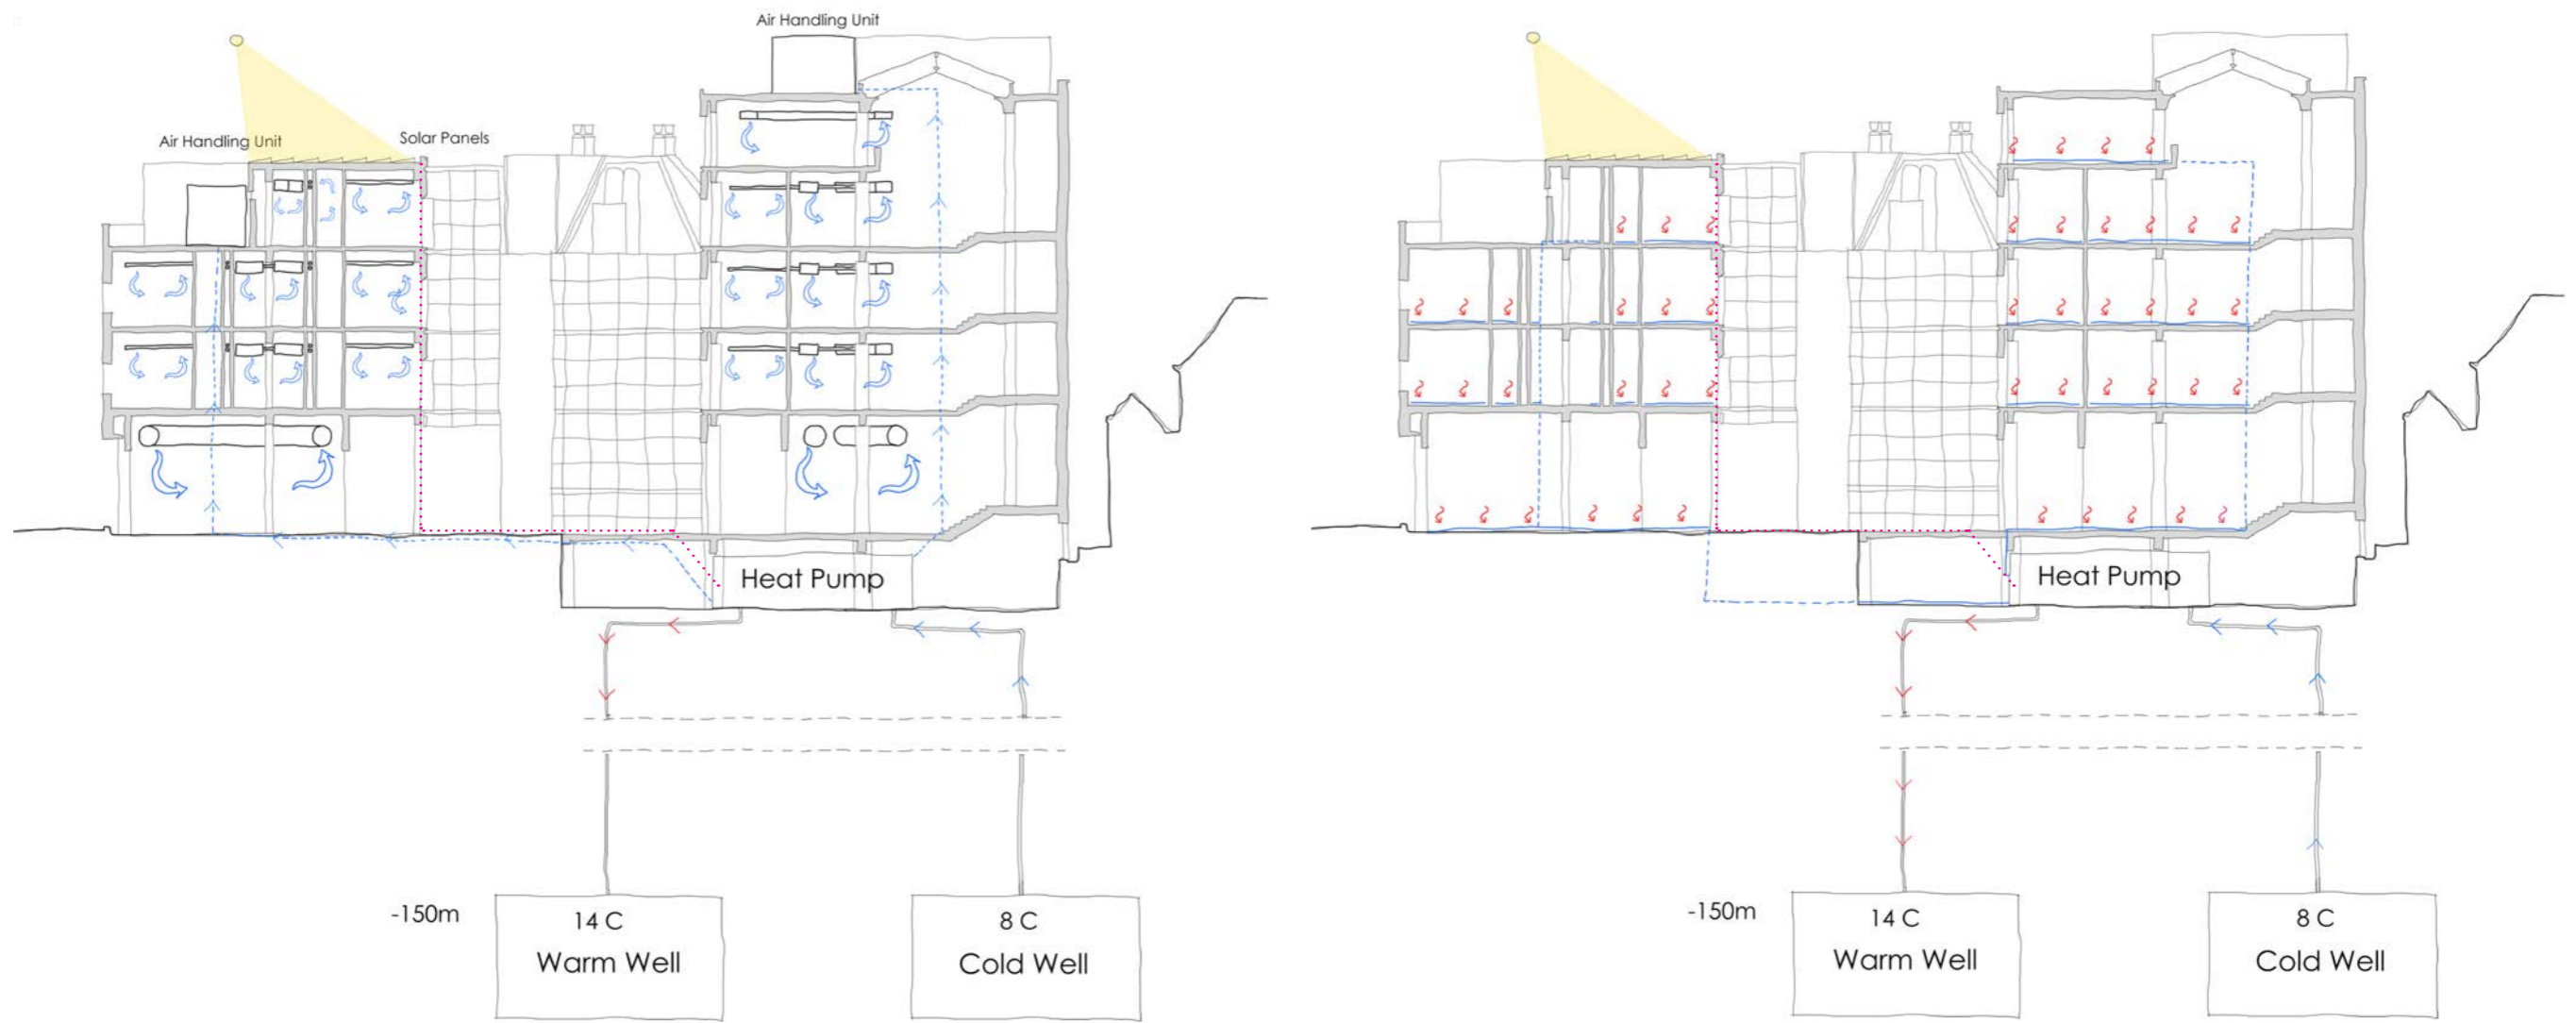 Air Handling Unit
Air Handling Unit
Solar Panels
Heat Pump
-150m
14 C
Warm Well
8 C
Cold Well
Heat Pump
-150m
14 C
Warm Well
8 C
Cold Well